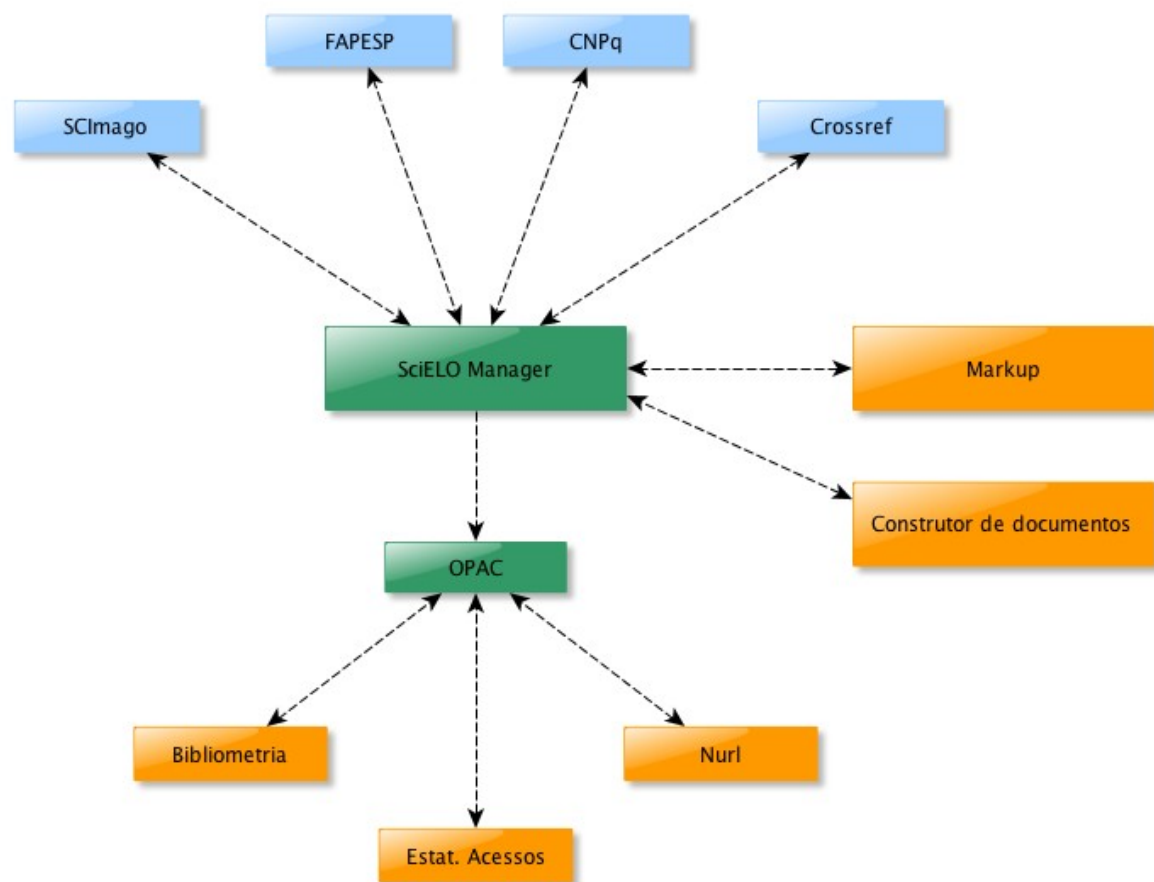 FAPESP
CNPq
SCImago
Crossref
SciELO Manager
Markup
Construtor de documentos
OPAC
Bibliometria
Nurl
Estat. Acessos